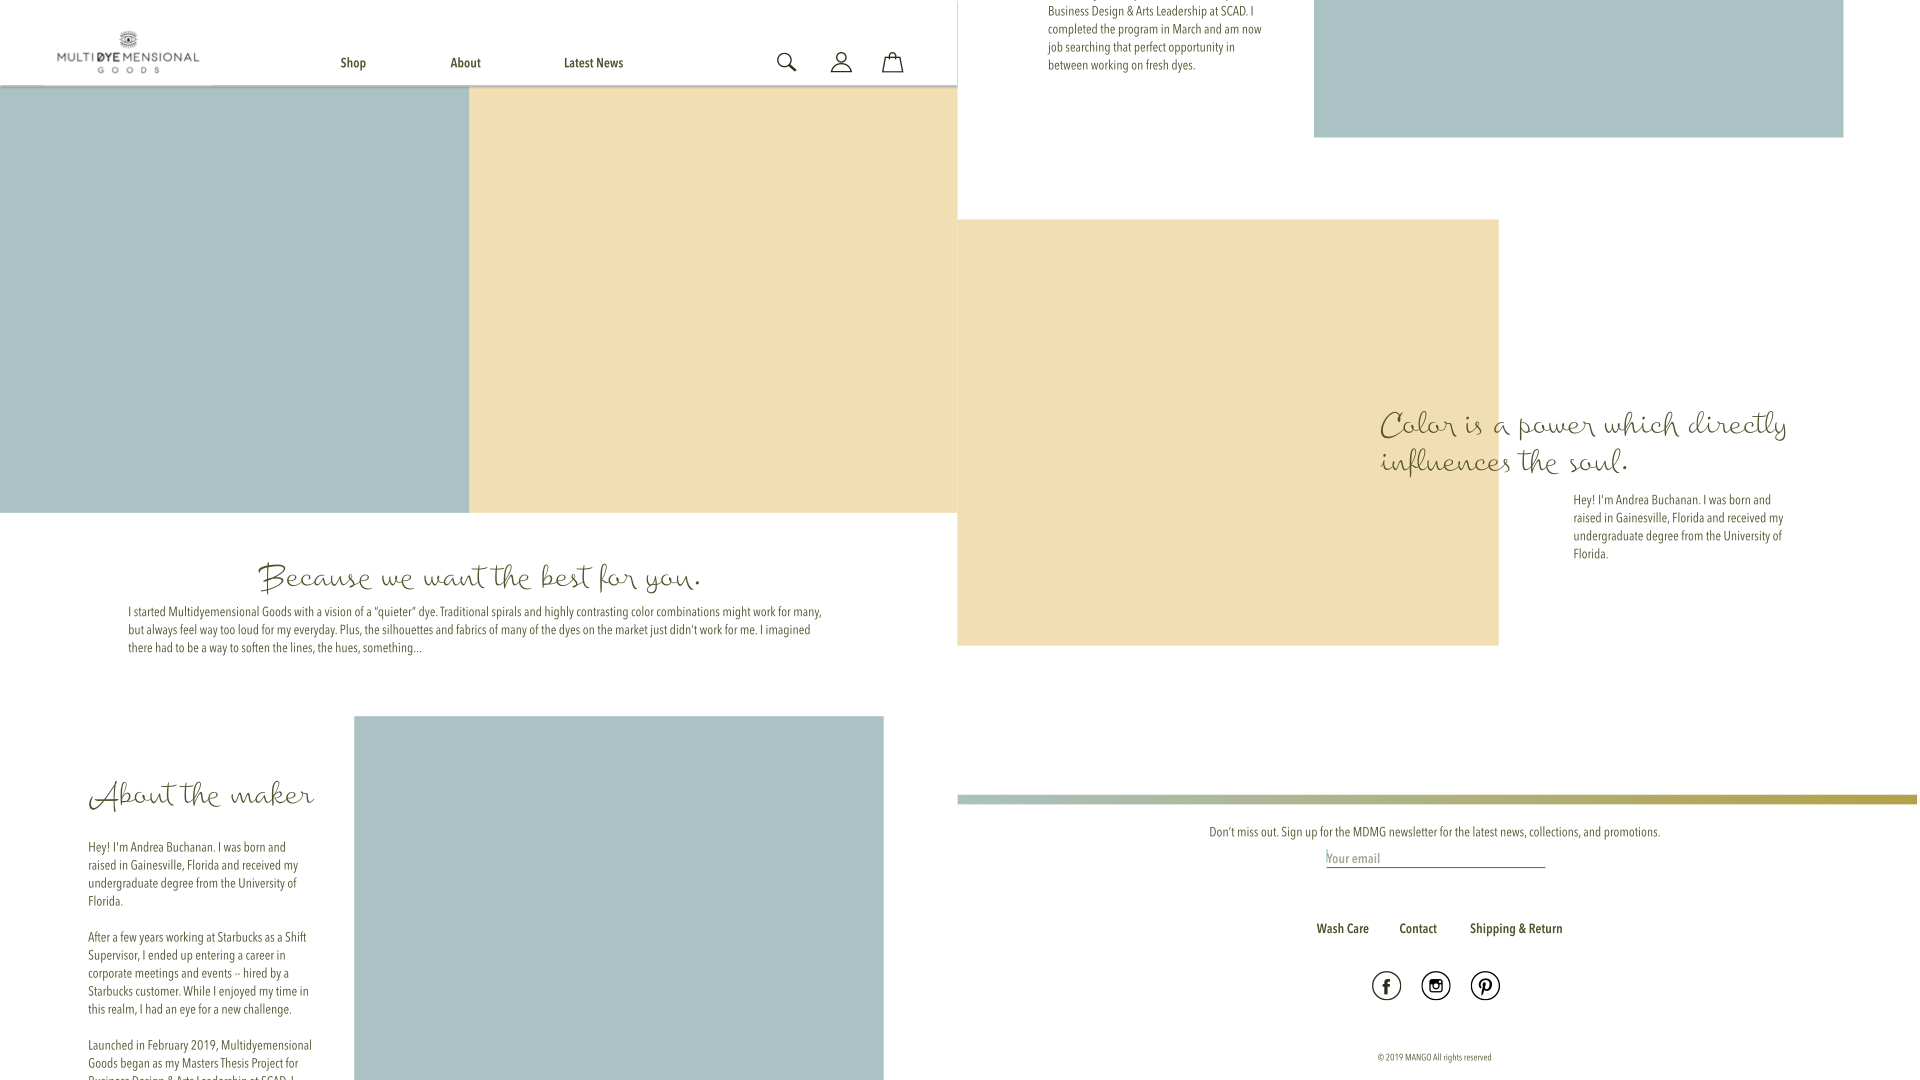 MULTIDYEMENSIONAL
GOODS
Shop
About
Latest News
Because we want the best for you.
I started Multidyemensional Goods with a vision of a “quieter” dye. Traditional spirals and highly contrasting color combinations might work for many,
but always feel way too loud for my everyday. Plus, the silhouettes and fabrics of many of the dyes on the market just didn’t work for me. I imagined
there had to be a way to soften the lines, the hues, something...
About the maker
Hey! I'm Andrea Buchanan. I was born and
raised in Gainesville, Florida and received my
undergraduate degree from the University of
Florida.
After a few years working at Starbucks as a Shift
Supervisor, I ended up entering a career in
corporate meetings and events -- hired by a
Starbucks customer. While I enjoyed my time in
this realm, I had an eye for a new challenge.
Launched in February 2019, Multidyemensional
Goods began as my Masters Thesis Project for
Business Design & Arts Leadership at SCAD. I
Business Design & Arts Leadership at SCAD. I
completed the program in March and am now
job searching that perfect opportunity in
between working on fresh dyes.
Color is a power which directly
influences the soul.
Hey! I'm Andrea Buchanan. I was born and
raised in Gainesville, Florida and received my
undergraduate degree from the University of
Florida.
Don’t miss out. Sign up for the MDMG newsletter for the latest news, collections, and promotions.
Your email
Wash Care
Contact
Shipping & Return
© 2019 MANGO All rights reserved